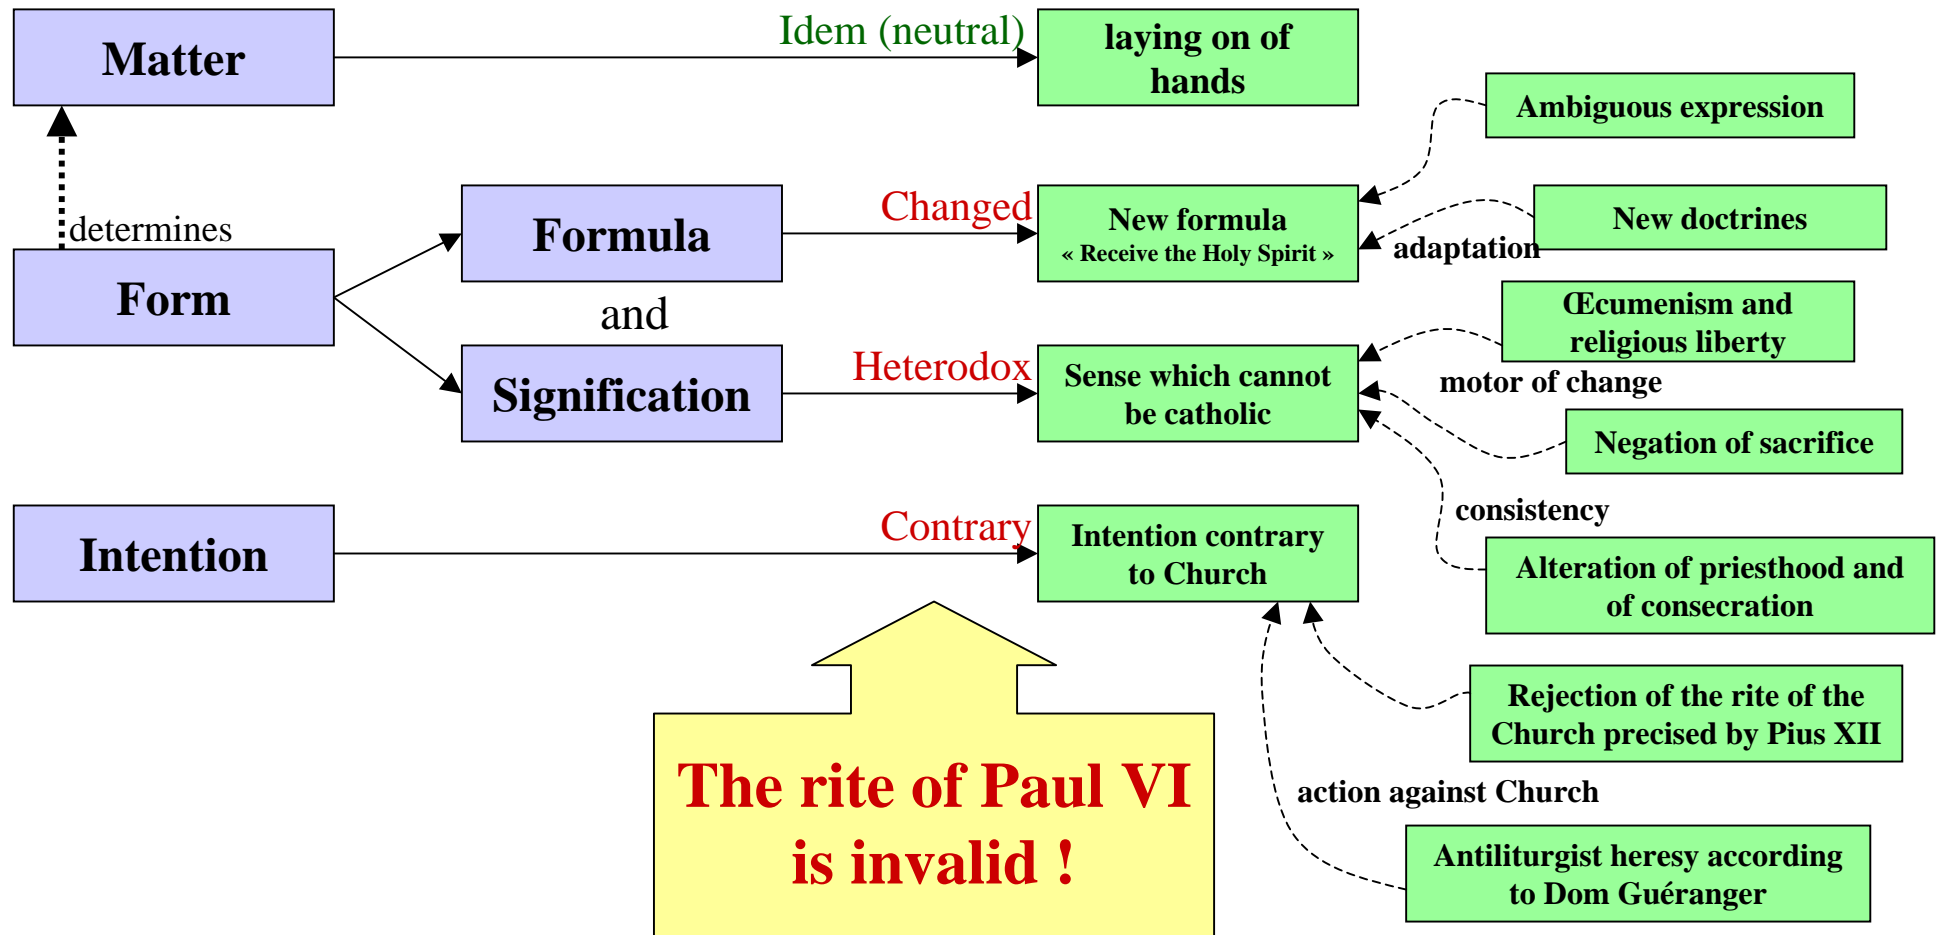 Matter
Idem (neutral)
laying on of
hands
Ambiguous expression
determines
Form
Formula
Changed
New formula
« Receive the Holy Spirit »
New doctrines
adaptation
and
Signification
Heterodox
Sense which cannot
be catholic
Œcumenism and
religious liberty
motor of change
Negation of sacrifice
consistency
Intention
Contrary
Intention contrary
to Church
Alteration of priesthood and
of consecration
Rejection of the rite of the
Church precised by Pius XII
action against Church
Antiliturgist heresy according
to Dom Guéranger
The rite of Paul VI
is invalid !